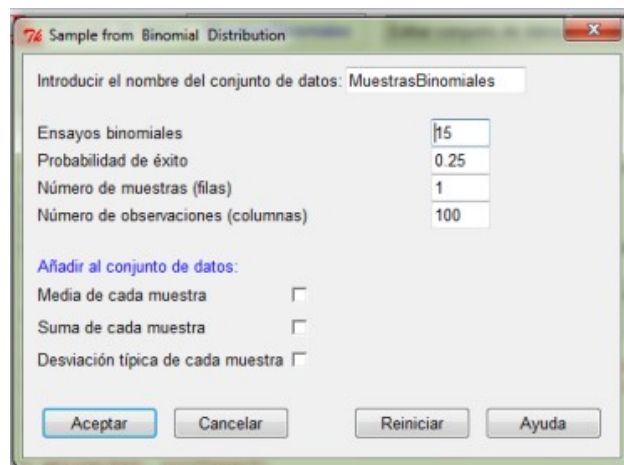 Sample from Binomial Distribution
Introducir el nombre del conjunto de datos: MuestrasBinomiales
Ensayos binomiales 15
Probabilidad de éxito 0.25
Número de muestras (filas) 1
Número de observaciones (columnas) 100
Añadir al conjunto de datos:
Media de cada muestra
Suma de cada muestra
Desviación típica de cada muestra
Aceptar Cancelar Reiniciar Ayuda